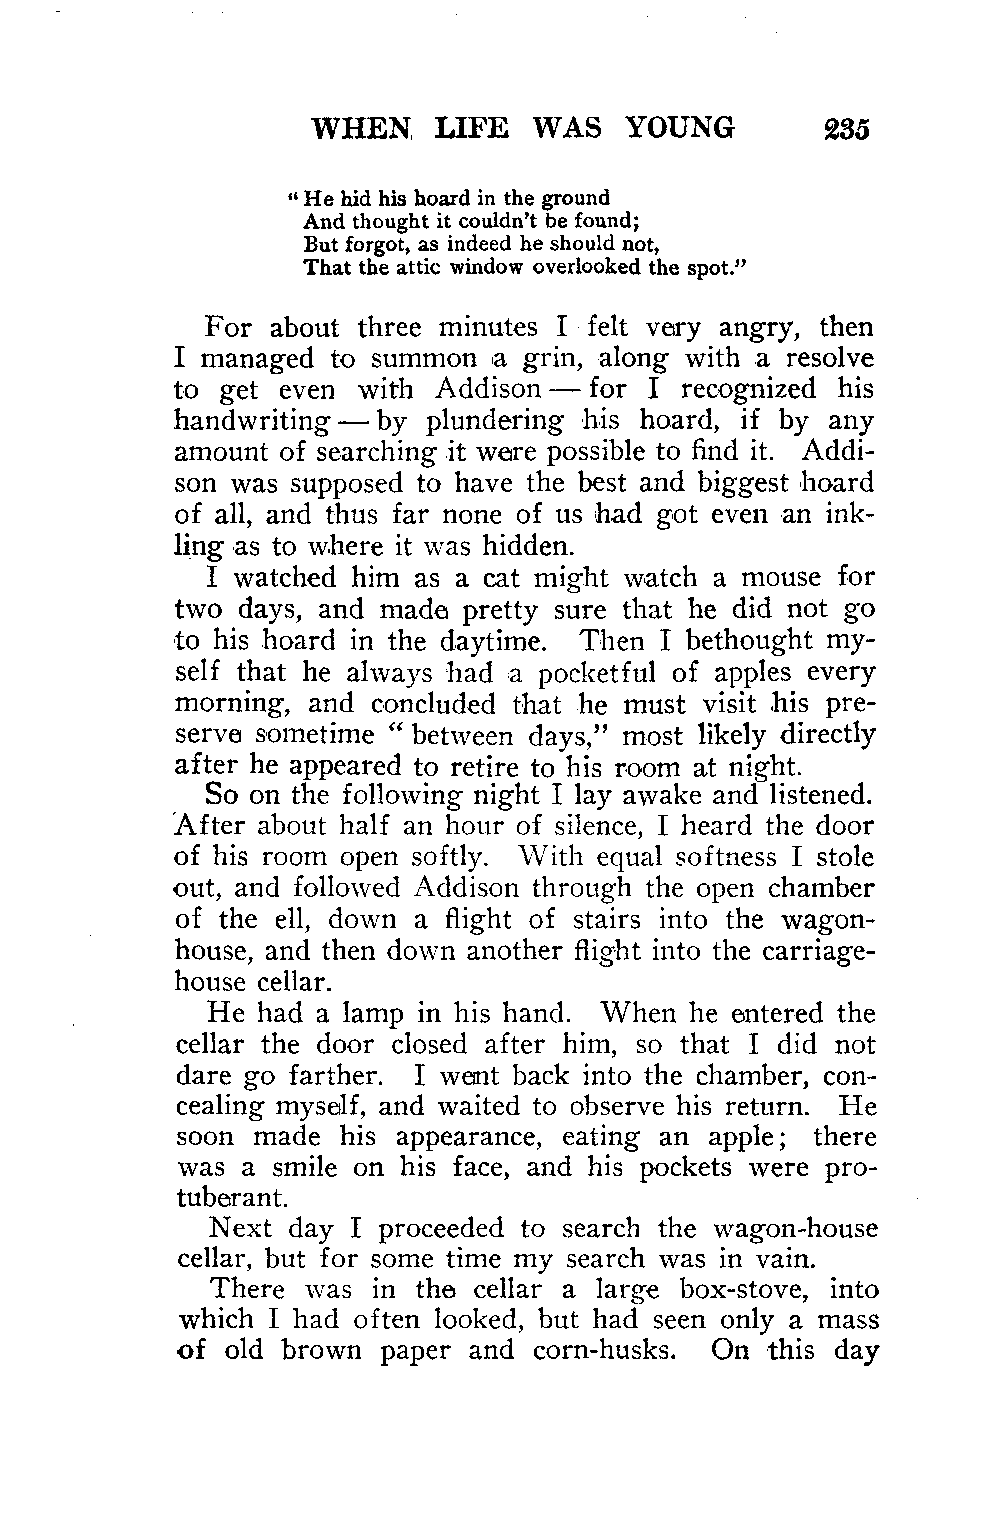 WHEN LIFE WAS YOUNG 235
" He hid his hoard in the ground
And thought it couldn't be found;
But forgot, as indeed he should not,
That the attic window overlooked the spot."
For about three minutes I felt very angry, then
I managed to summon a grin, along with a resolve
to get even with Addison — for I recognized his
handwriting — by plundering his hoard, if by any
amount of searching it were possible to find it. Addi-
son was supposed to have the best and biggest hoard
of all, and thus far none of us had got even an ink-
ling as to where it was hidden.
I watched him as a cat might watch a mouse for
two days, and made pretty sure that he did not go
to his hoard in the daytime. Then I bethought my-
self that he always had a pocketful of apples every
morning, and concluded that he must visit his pre-
serve sometime " between days," most likely directly
after he appeared to retire to his room at night.
So on the following night I lay awake and listened.
After about half an hour of silence, I heard the door
of his room open softly. With equal softness I stole
out, and followed Addison through the open chamber
of the ell, down a flight of stairs into the wagon-
house, and then down another flight into the carriage-
house cellar.
He had a lamp in his hand. When he entered the
cellar the door closed after him, so that I did not
dare go farther. I went back into the chamber, con-
cealing myself, and waited to observe his return. He
soon made his appearance, eating an apple; there
was a smile on his face, and his pockets were pro-
tuberant.
Next day I proceeded to search the wagon-house
cellar, but for some time my search was in vain.
There was in the cellar a large box-stove, into
which I had often looked, but had seen only a mass
of old brown paper and corn-husks. On this day